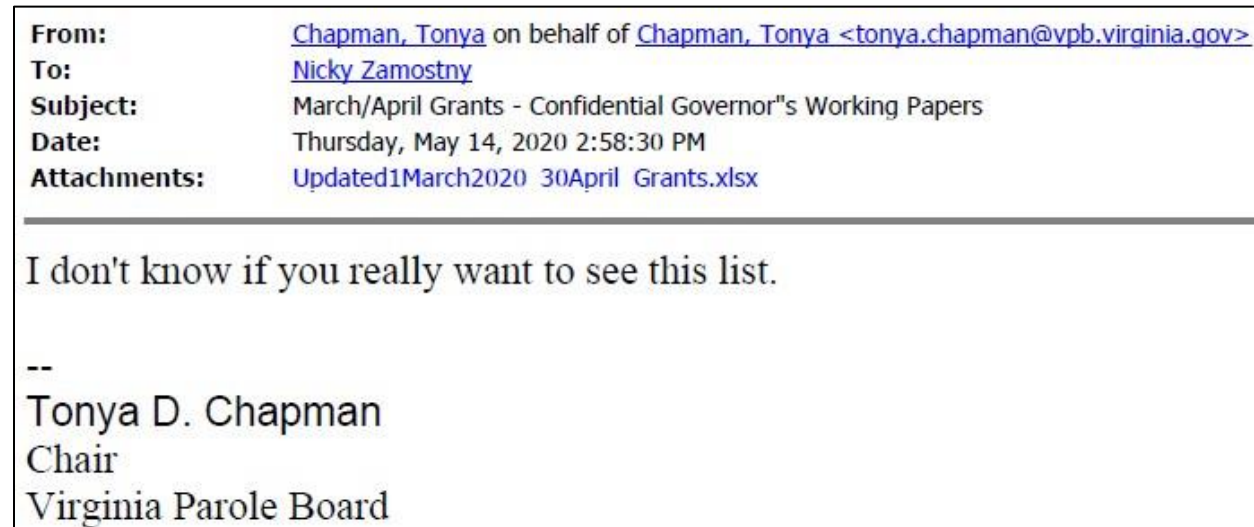 From: Chapman, Tonya on behalf of Chapman, Tonya <tonya.chapman@vpb.virginia.gov>
To: Nicky Zamostny
Subject: March/April Grants - Confidential Governor"s Working Papers
Date: Thursday, May 14, 2020 2:58:30 PM
Attachments: Updated1March2020 30April Grants.xlsx
I don't know if you really want to see this list.
--
Tonya D. Chapman
Chair
Virginia Parole Board